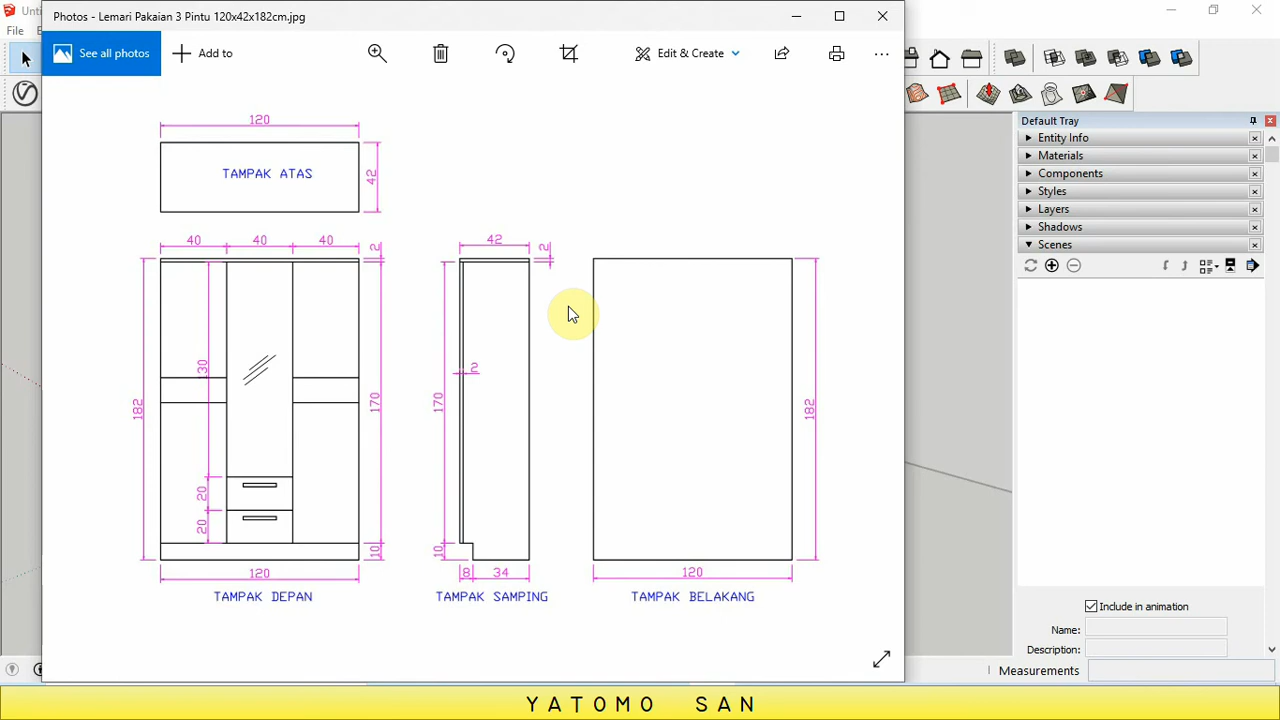 Photos - Lemari Pakaian 3 Pintu 120x42x182cm.jpg
See all photos
Add to
Edit & Create
File
120
TAMPAK ATAS
42
40 40 40
2
182
130
170
20
20
10
120
TAMPAK DEPAN
42
2
2
170
10
8 34
TAMPAK SAMPING
182
120
TAMPAK BELAKANG
Default Tray
Entity Info
Materials
Components
Styles
Layers
Shadows
Scenes
Include in animation
Name:
Description:
Measurements
YATOMO SAN